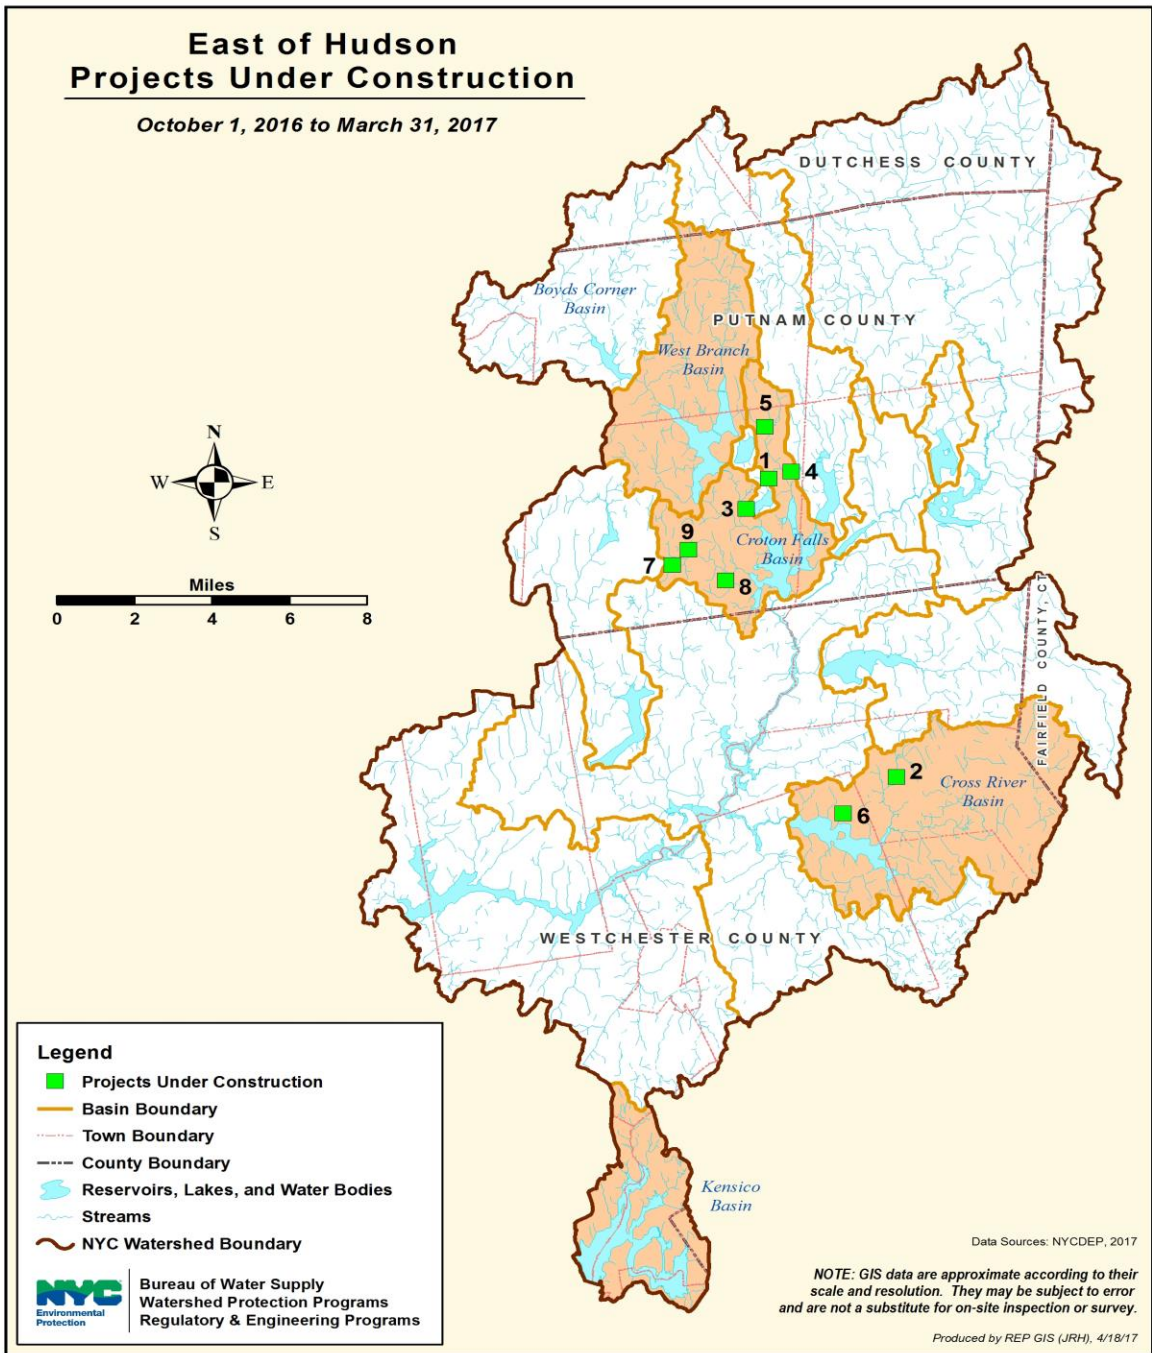 East of Hudson
Projects Under Construction
October 1, 2016 to March 31, 2017
DUTCHESS COUNTY
Boyds Corner
Basin
PUTNAM COUNTY
West Branch
Basin
5
1
4
3
Croton Falls
Basin
9
7
8
N
W
E
S
Miles
0 2 4 6 8
FAIRFIELD COUNTY, CT
2
Cross River
Basin
6
WESTCHESTER COUNTY
Kensico
Basin
Legend
Projects Under Construction
Basin Boundary
Town Boundary
County Boundary
Reservoirs, Lakes, and Water Bodies
Streams
NYC Watershed Boundary
NYC
Environmental
Protection
Bureau of Water Supply
Watershed Protection Programs
Regulatory & Engineering Programs
Data Sources: NYCDEP, 2017
NOTE: GIS data are approximate according to their
scale and resolution. They may be subject to error
and are not a substitute for on-site inspection or survey.
Produced by REP GIS (JRH), 4/18/17